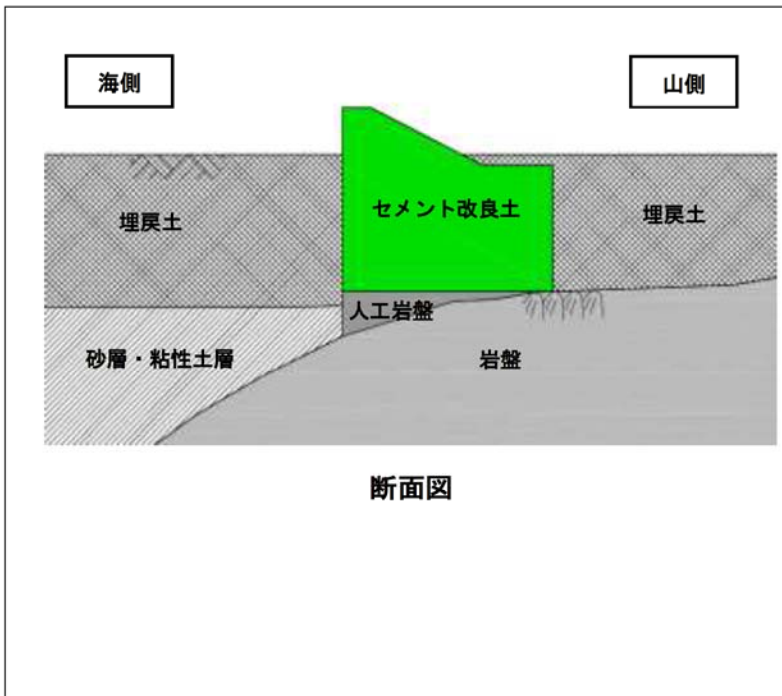 海側
山側
埋戻土
セメント改良土
埋戻土
人工岩盤
砂層・粘性土層
岩盤
断面図